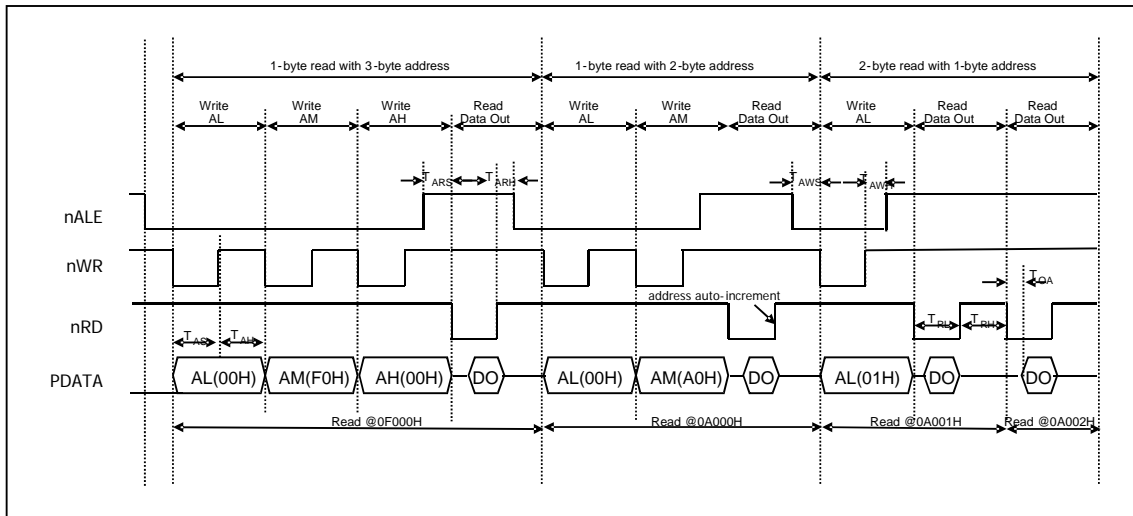 1-byte read with 3-byte address 1-byte read with 2-byte address 2-byte read with 1-byte address
Write AL Write AM Write AH Read Data Out Write AL Write AM Read Data Out Write AL Read Data Out Read Data Out
T ARS T ARH T AWS T AWH
nALE
nWR
T OA
address auto-increment
nRD
T AS T AH T RL T RH
PDATA AL(00H) AM(F0H) AH(00H) DO AL(00H) AM(A0H) DO AL(01H) DO DO
Read @0F000H Read @0A000H Read @0A001H Read @0A002H